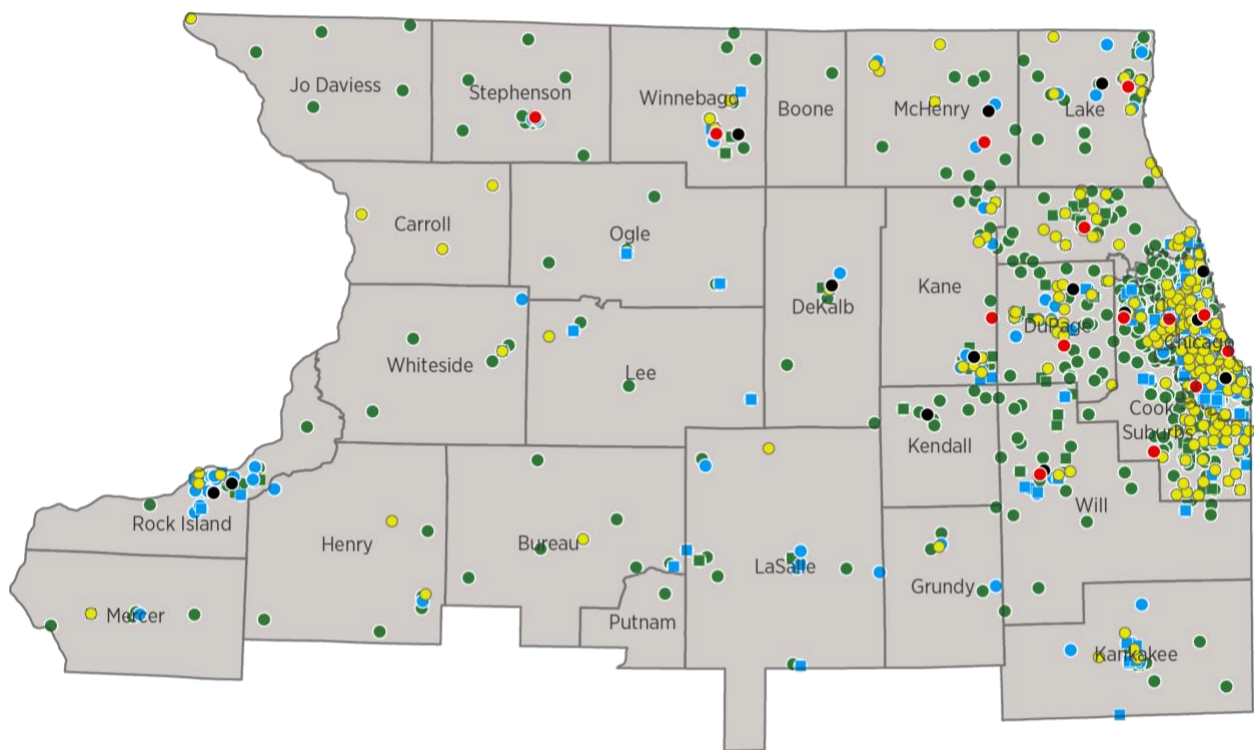 Jo Daviess
Stephenson
Winnebago
Boone
McHenry
Lake
Carroll
Ogle
DeKalb
Kane
DuPage
Chicago
Whiteside
Lee
Cook
Suburbs
Kendall
Rock Island
Henry
Bureau
LaSalle
Will
Grundy
Mercer
Putnam
Kankakee